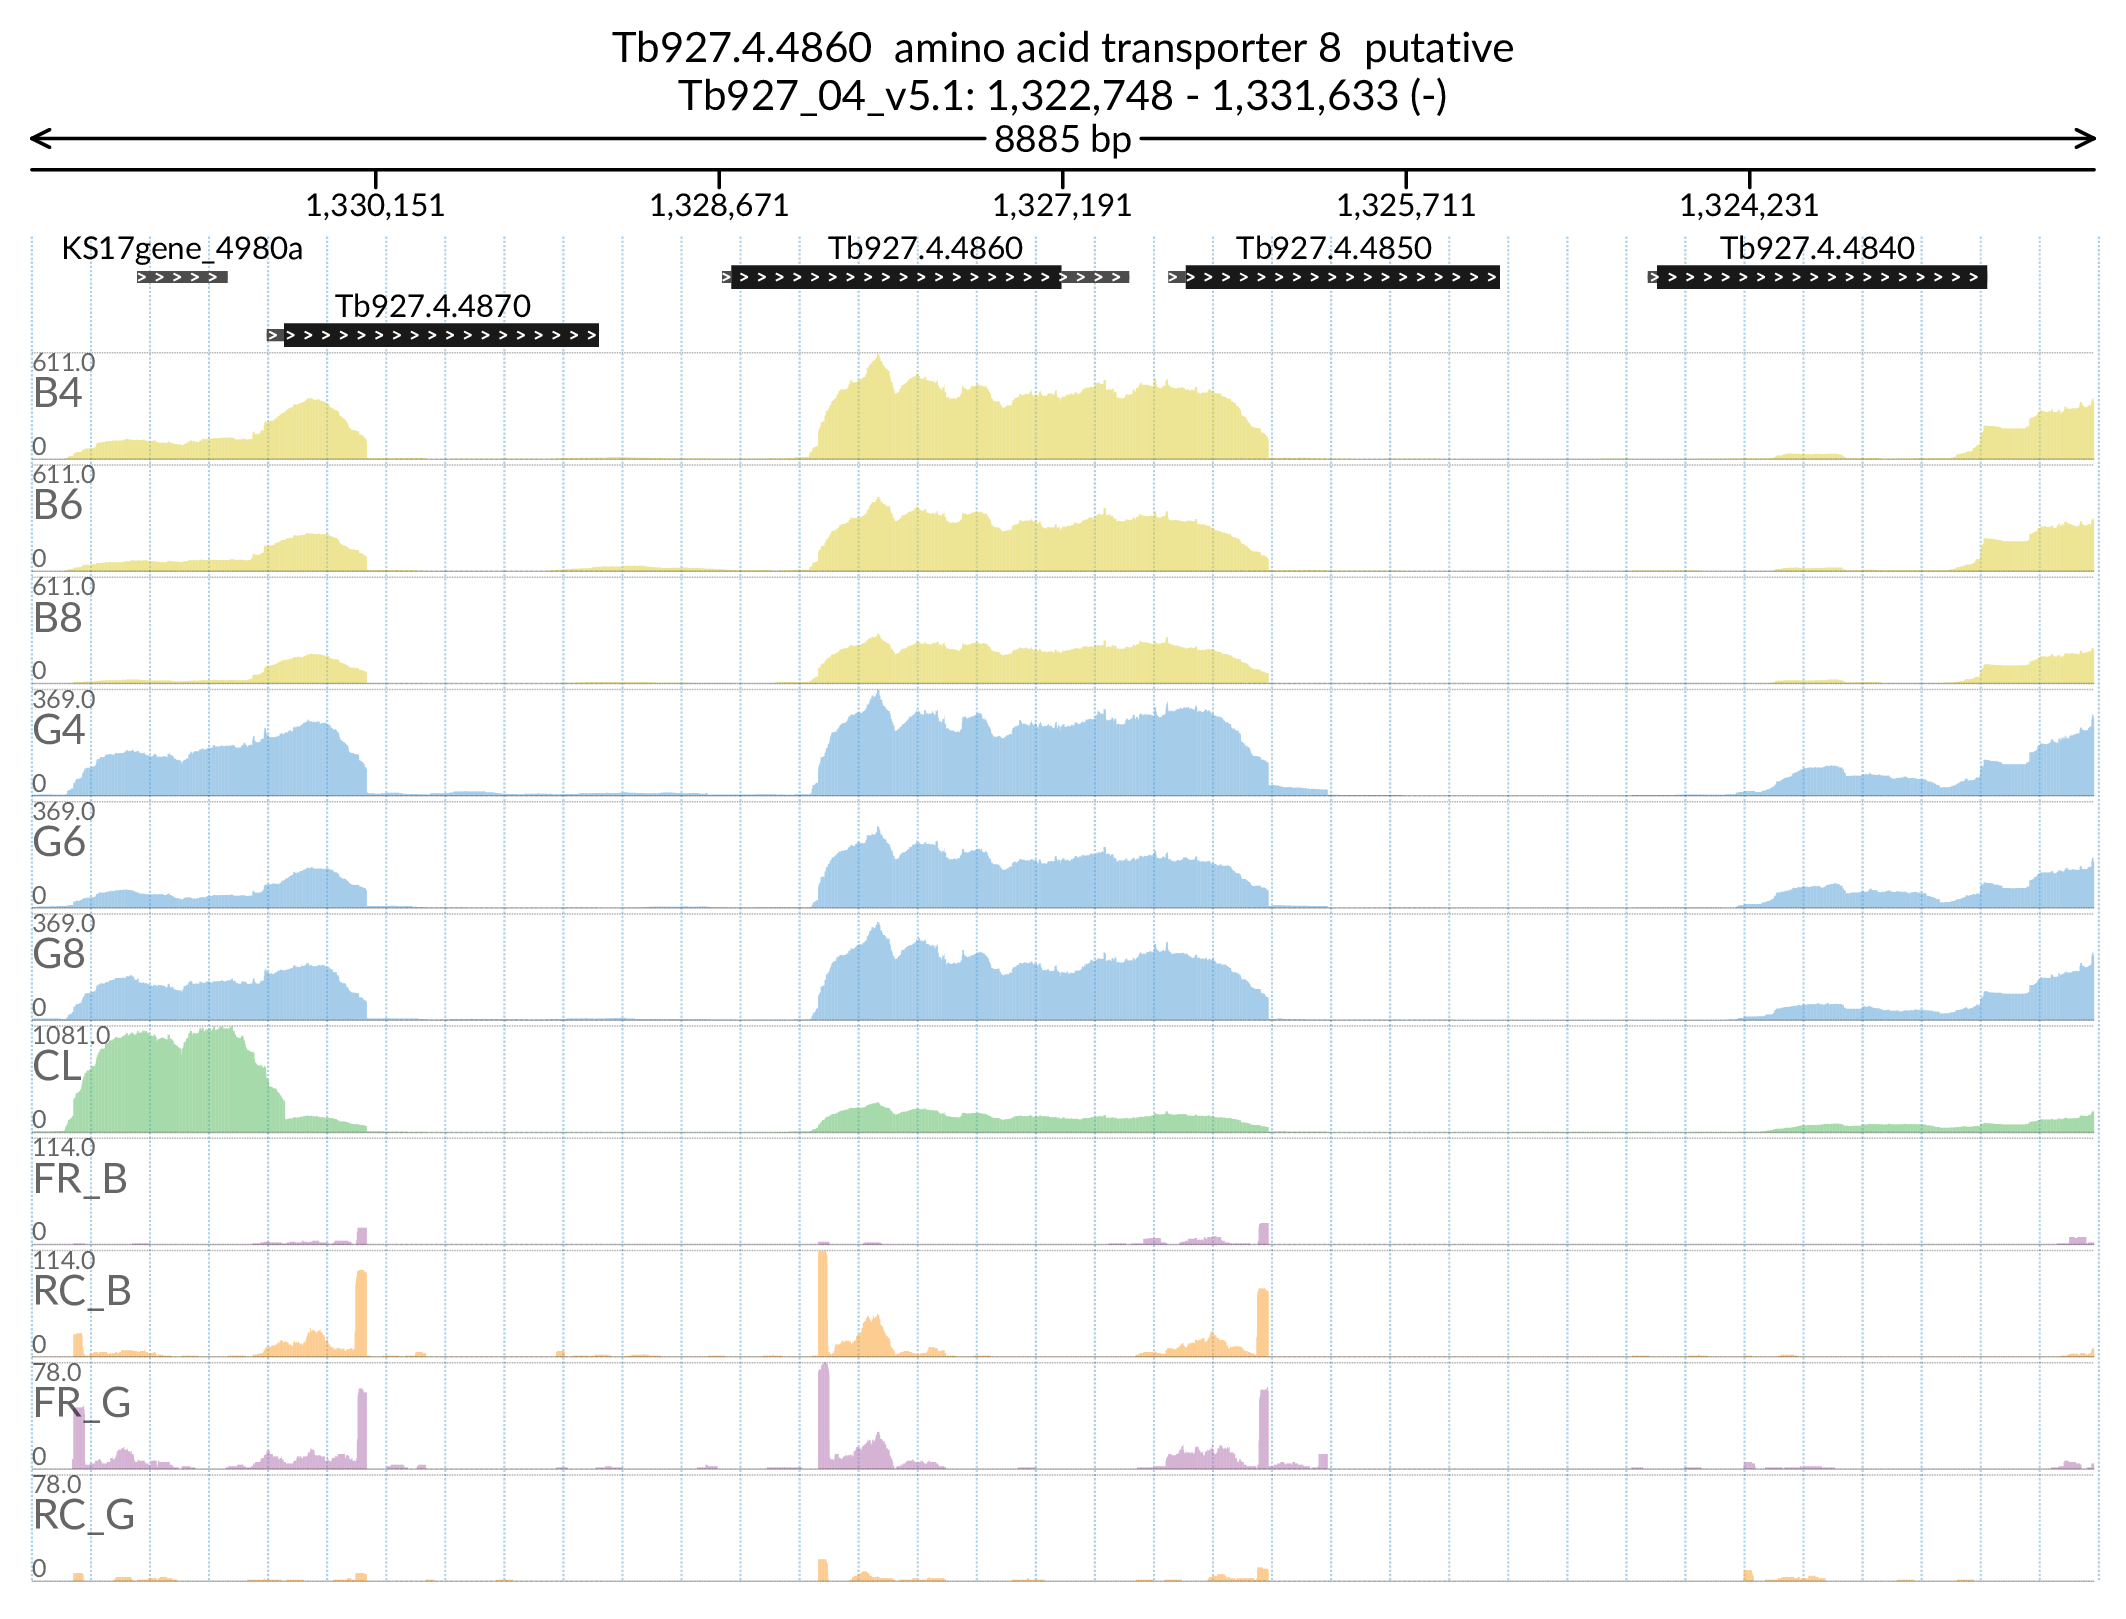 Tb927.4.4860  amino acid transporter 8  putative
Tb927_04_v5.1: 1,322,748 - 1,331,633 (-)
8885 bp
1,330,151 1,328,671 1,327,191 1,325,711 1,324,231
KS17gene_4980a Tb927.4.4860 Tb927.4.4850 Tb927.4.4840
Tb927.4.4870
611.0
B4
0
611.0
B6
0
611.0
B8
0
369.0
G4
0
369.0
G6
0
369.0
G8
0
1081.0
CL
0
114.0
FR_B
0
114.0
RC_B
0
78.0
FR_G
0
78.0
RC_G
0